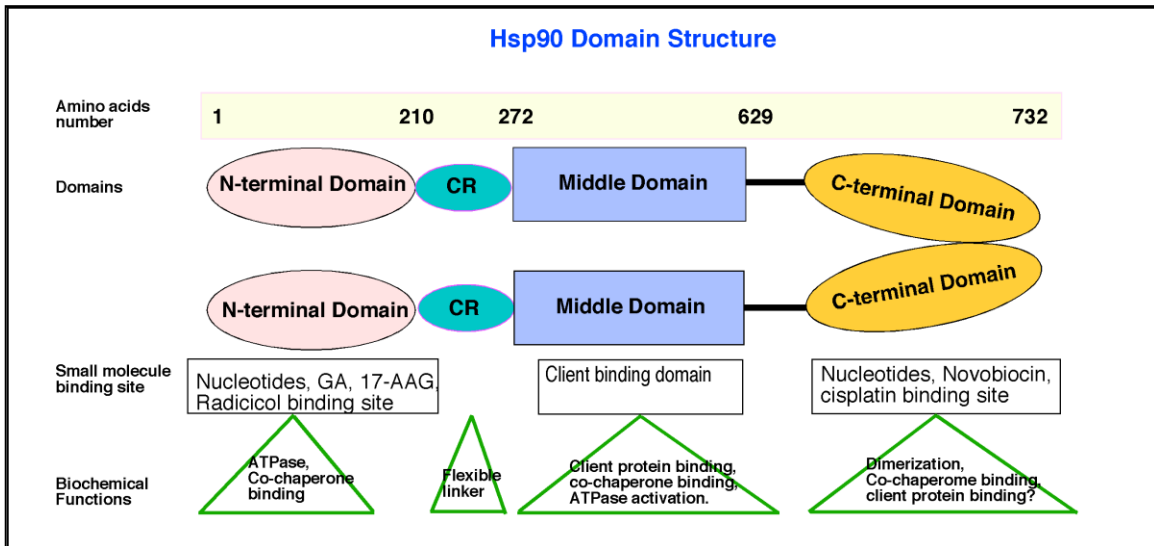 Hsp90 Domain Structure
Amino acids
number
1 210 272 629 732
Domains
N-terminal Domain CR Middle Domain C-terminal Domain
N-terminal Domain CR Middle Domain C-terminal Domain
Small molecule
binding site
Nucleotides, GA, 17-AAG,
Radicicol binding site
Client binding domain
Nucleotides, Novobiocin,
cisplatin binding site
Biochemical
Functions
ATPase,
Co-chaperone
binding
Flexible
linker
Client protein binding,
co-chaperone binding,
ATPase activation.
Dimerization,
Co-chaperome binding,
client protein binding?